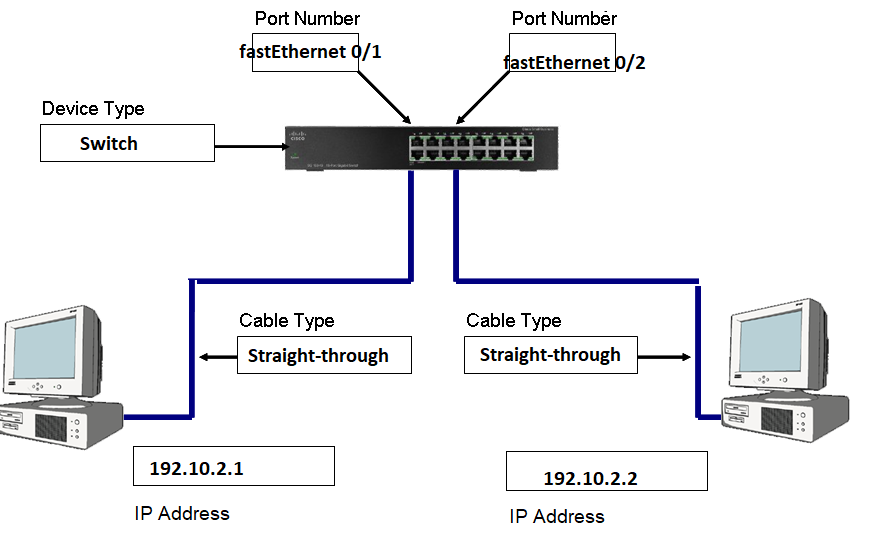 Port Number
Port Number
fastEthernet 0/1
fastEthernet 0/2
Device Type
Switch
CISCO
Cable Type
Cable Type
Straight-through
Straight-through
192.10.2.1
192.10.2.2
IP Address
IP Address